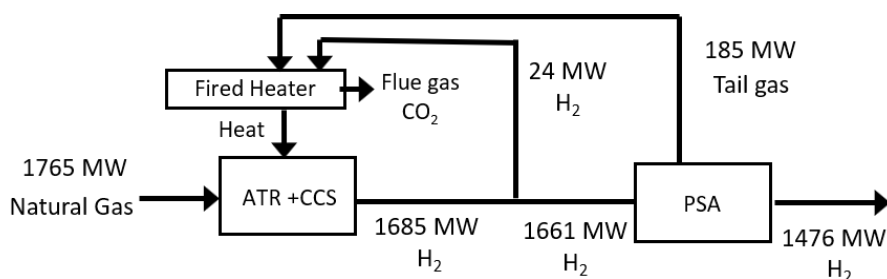 185 MW
Tail gas
24 MW
H₂
Fired Heater
Flue gas
CO₂
Heat
1765 MW
Natural Gas
ATR +CCS
PSA
1685 MW
H₂
1661 MW
H₂
1476 MW
H₂